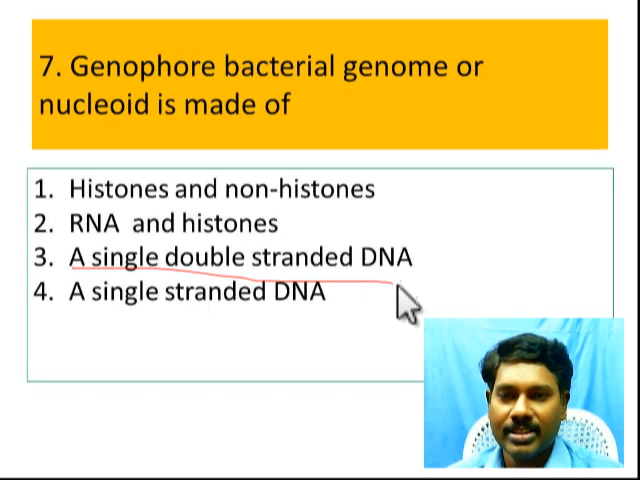 7. Genophore bacterial genome or
nucleoid is made of
1. Histones and non-histones
2. RNA and histones
3. A single double stranded DNA
4. A single stranded DNA